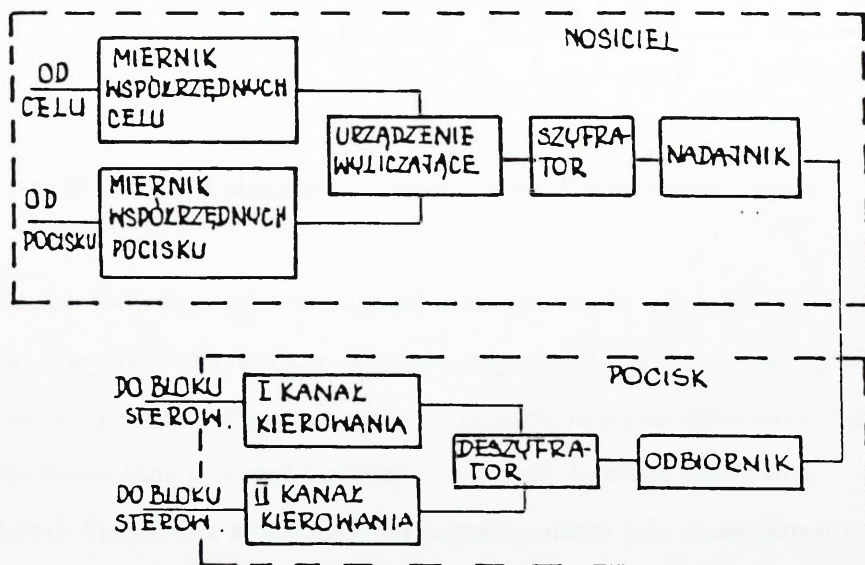 NOSICIEL
OD
CELU
MIERNIK
WSPÓŁRZĘDNYCH
CELU
OD
POCISKU
MIERNIK
WSPÓŁRZĘDNYCH
POCISKU
URZĄDZENIE
WYLICZAJĄCE
SZYFRA-
TOR
NADAJNIK
POCISK
DO BLOKU
STEROW.
I KANAŁ
KIEROWANIA
DO BLOKU
STEROW.
II KANAŁ
KIEROWANIA
DESZYFRA-
TOR
ODBIORNIK